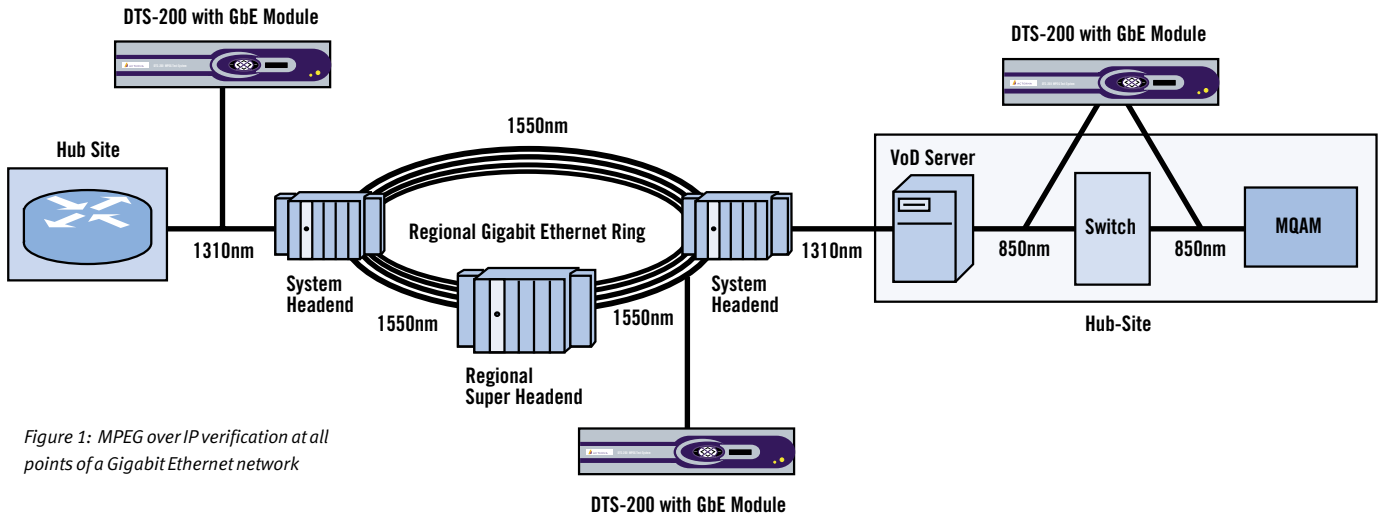 DTS-200 with GbE Module
DTS-200 with GbE Module
1550nm
Hub Site
VoD Server
Regional Gigabit Ethernet Ring
Switch
MQAM
1310nm
1310nm
850nm
850nm
System
Headend
System
Headend
1550nm
1550nm
Hub-Site
Regional
Super Headend
Figure 1: MPEG over IP verification at all
points of a Gigabit Ethernet network
DTS-200 with GbE Module